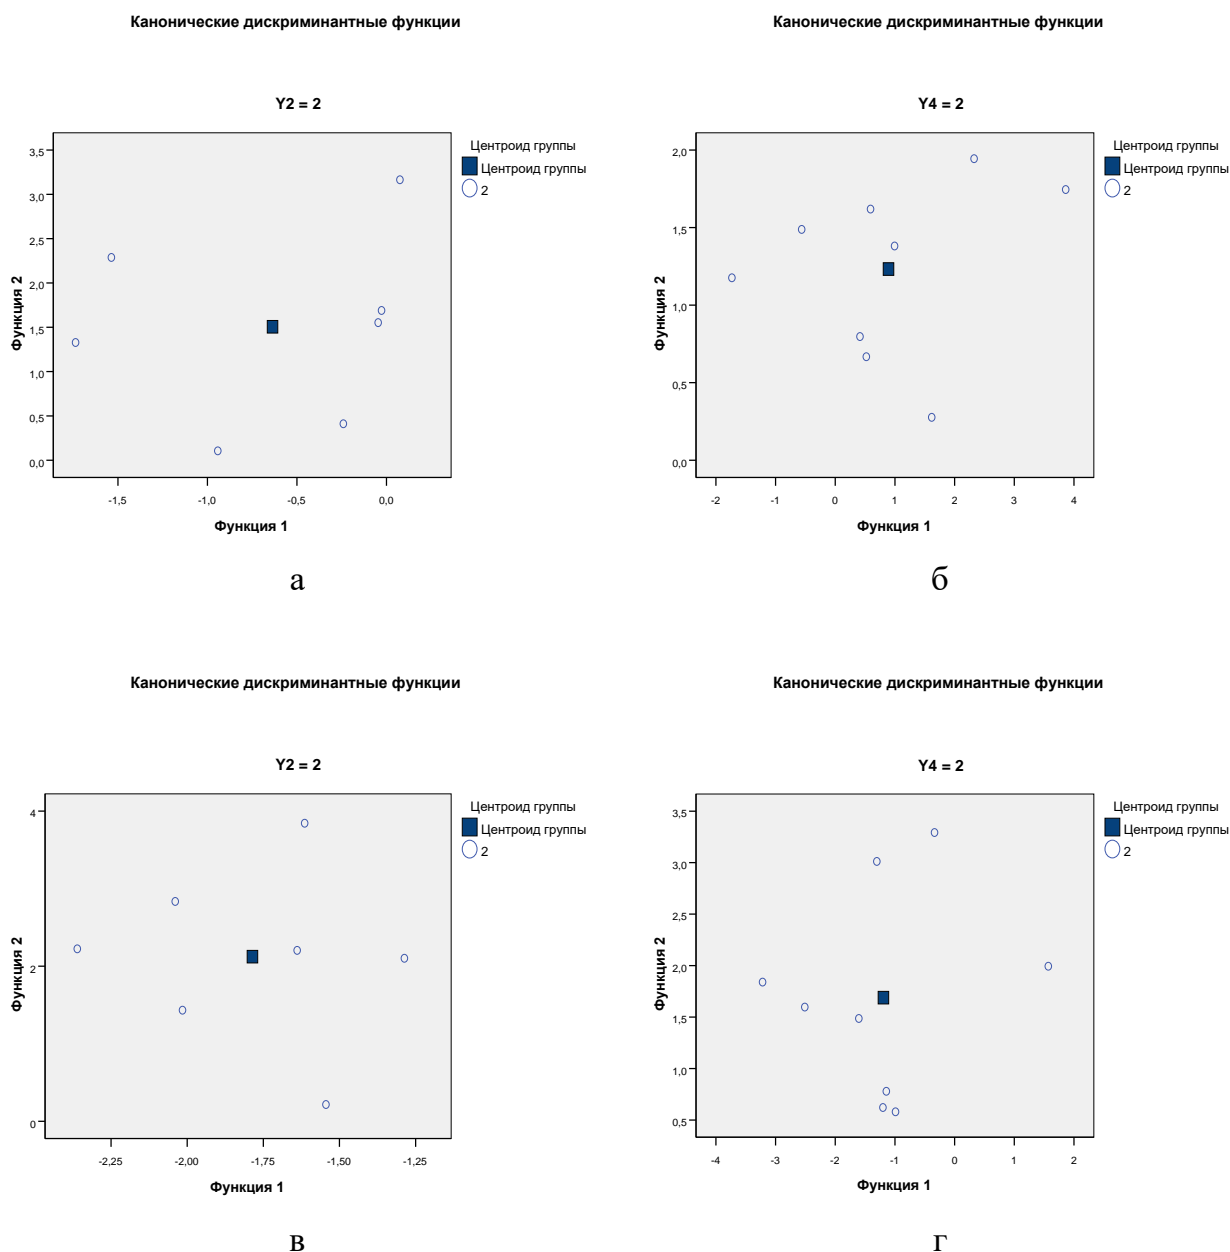 Канонические дискриминантные функции
Y2 = 2
3,5
3,0
2,5
2,0
1,5
1,0
0,5
0,0
Функция 2
-1,5 -1,0 -0,5 0,0
Функция 1
Центроид группы
Центроид группы
2
а
Канонические дискриминантные функции
Y4 = 2
2,0
1,5
1,0
0,5
0,0
Функция 2
-2 -1 0 1 2 3 4
Функция 1
Центроид группы
Центроид группы
2
б
Канонические дискриминантные функции
Y2 = 2
4
2
0
Функция 2
-2,25 -2,00 -1,75 -1,50 -1,25
Функция 1
Центроид группы
Центроид группы
2
в
Канонические дискриминантные функции
Y4 = 2
3,5
3,0
2,5
2,0
1,5
1,0
0,5
Функция 2
-4 -3 -2 -1 0 1 2
Функция 1
Центроид группы
Центроид группы
2
г